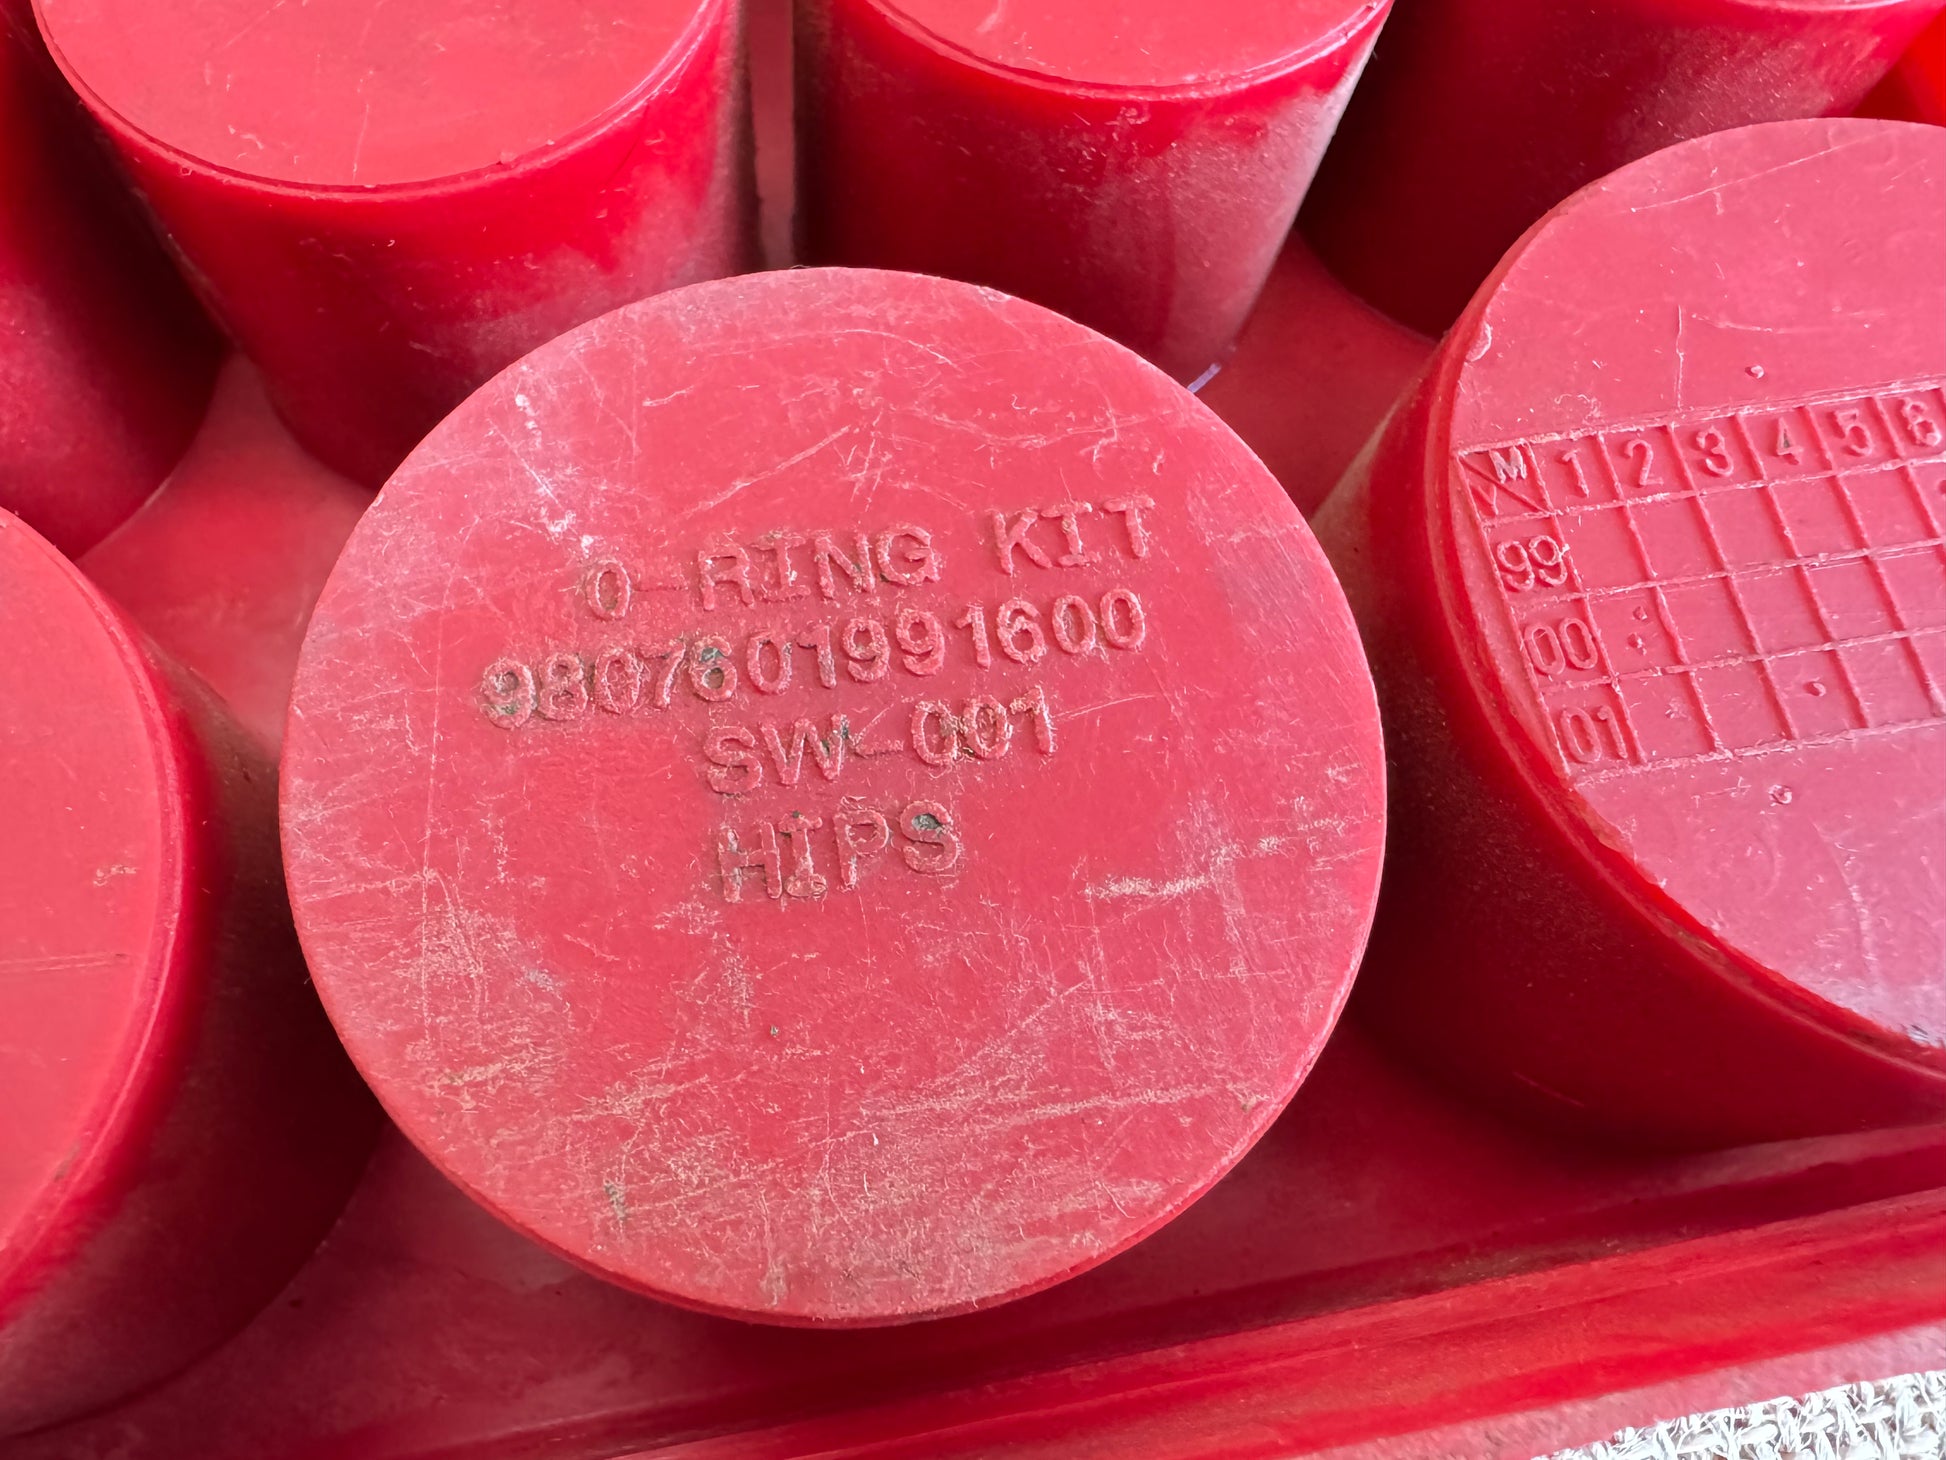 O-RING KIT
9807601991600
SW-001
HIPS
M 1 2 3 4 5 6
Y
99
00
01